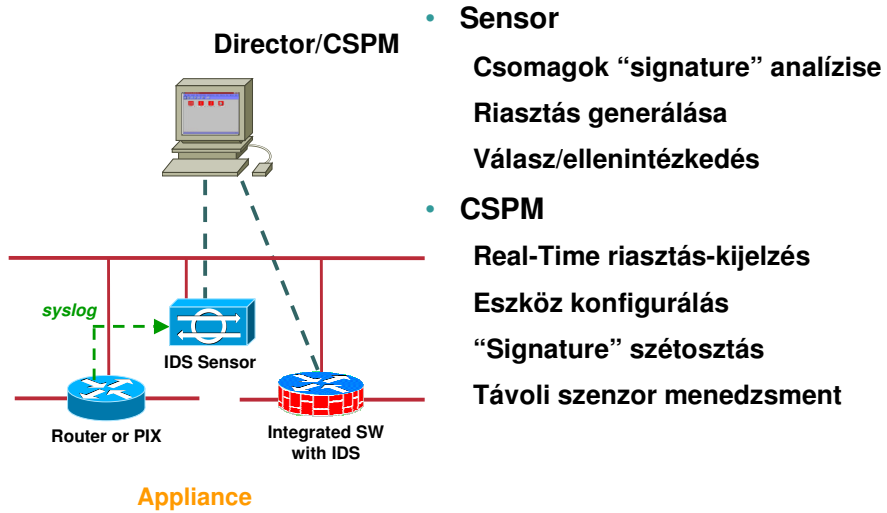 Director/CSPM
syslog
IDS Sensor
Router or PIX
Integrated SW
with IDS
Appliance
• Sensor
Csomagok “signature” analízise
Riasztás generálása
Válasz/ellenintézkedés
• CSPM
Real-Time riasztás-kijelzés
Eszköz konfigurálás
“Signature” szétosztás
Távoli szenzor menedzsment